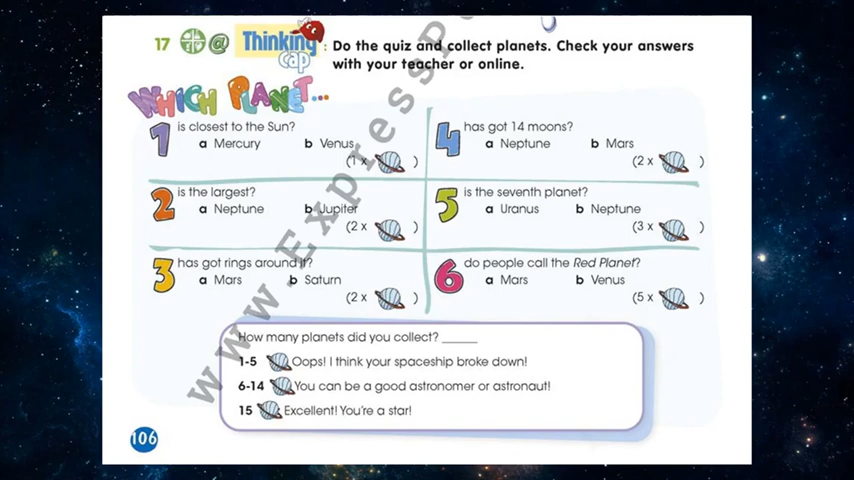 17 @ Thinking cap : Do the quiz and collect planets. Check your answers
with your teacher or online.
WHICH PLANET...
1 is closest to the Sun?
a Mercury b Venus
(1 x )
2 is the largest?
a Neptune b Jupiter
(2 x )
3 has got rings around it?
a Mars b Saturn
(2 x )
4 has got 14 moons?
a Neptune b Mars
(2 x )
5 is the seventh planet?
a Uranus b Neptune
(3 x )
6 do people call the Red Planet?
a Mars b Venus
(5 x )
How many planets did you collect? ______
1-5 Oops! I think your spaceship broke down!
6-14 You can be a good astronomer or astronaut!
15 Excellent! You're a star!
106
www.ExpressP